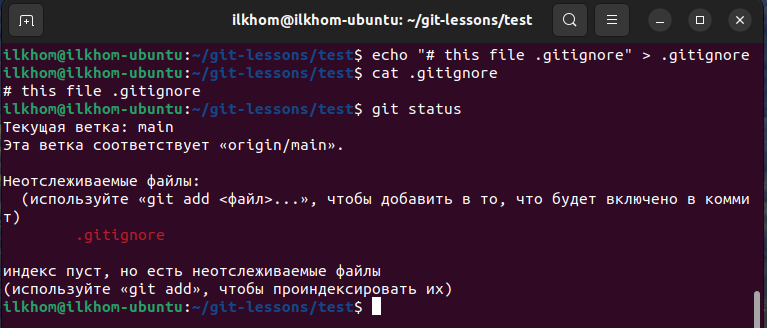 ilkhom@ilkhom-ubuntu: ~/git-lessons/test
ilkhom@ilkhom-ubuntu:~/git-lessons/test$ echo "# this file .gitignore" > .gitignore
ilkhom@ilkhom-ubuntu:~/git-lessons/test$ cat .gitignore
# this file .gitignore
ilkhom@ilkhom-ubuntu:~/git-lessons/test$ git status
Текущая ветка: main
Эта ветка соответствует «origin/main».
Неотслеживаемые файлы:
(используйте «git add <файл>...», чтобы добавить в то, что будет включено в комми
т)
.gitignore
индекс пуст, но есть неотслеживаемые файлы
(используйте «git add», чтобы проиндексировать их)
ilkhom@ilkhom-ubuntu:~/git-lessons/test$